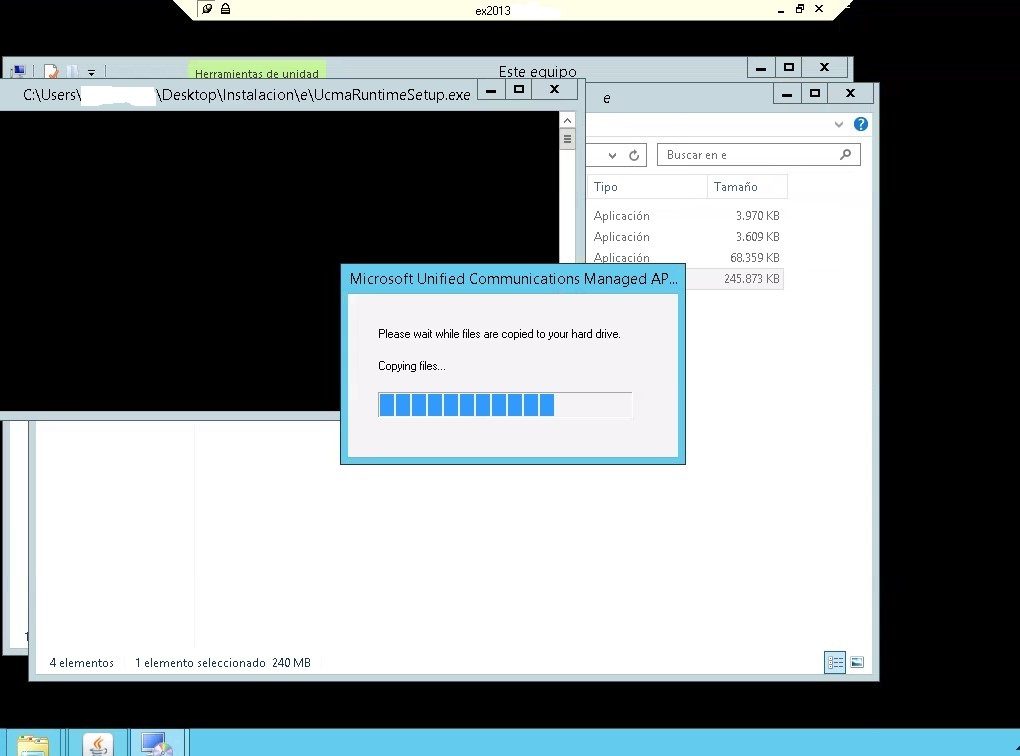 ex2013
Herramientas de unidad
Este equipo
C:\Users\ \Desktop\Instalacion\e\UcmaRuntimeSetup.exe
e
Buscar en e
Tipo Tamaño
Aplicación 3.970 KB
Aplicación 3.609 KB
Aplicación 68.359 KB
245.873 KB
Microsoft Unified Communications Managed AP...
Please wait while files are copied to your hard drive.
Copying files...
4 elementos 1 elemento seleccionado 240 MB